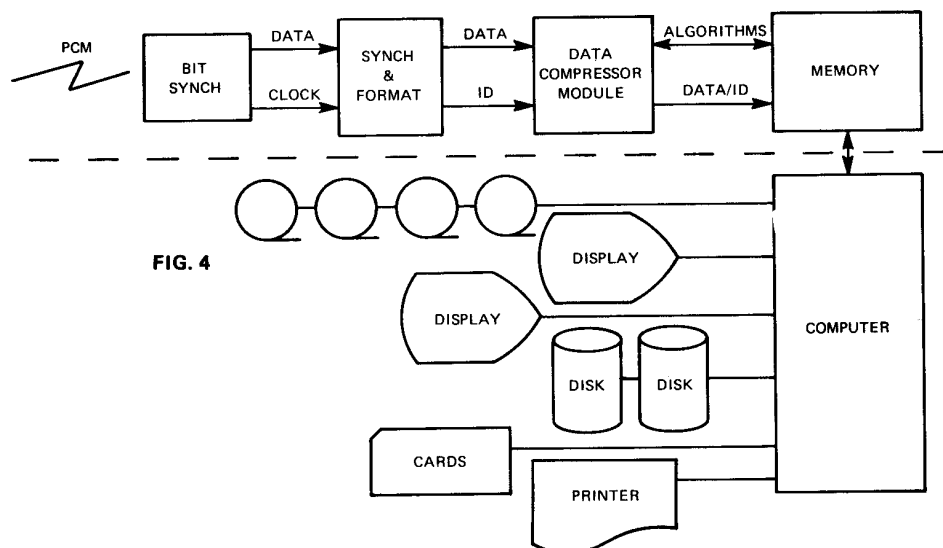 PCM
BIT
SYNCH
DATA
CLOCK
SYNCH
&
FORMAT
DATA
ID
DATA
COMPRESSOR
MODULE
ALGORITHMS
DATA/ID
MEMORY
FIG. 4
DISPLAY
DISPLAY
DISK
DISK
CARDS
PRINTER
COMPUTER